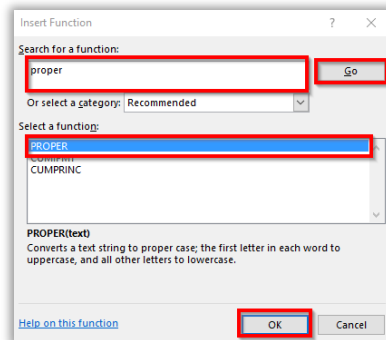 Insert Function ? ×
Search for a function:
proper
Go
Or select a category: Recommended
Select a function:
PROPER
CUMIPMT
CUMPRINC
PROPER(text)
Converts a text string to proper case; the first letter in each word to
uppercase, and all other letters to lowercase.
Help on this function
OK
Cancel